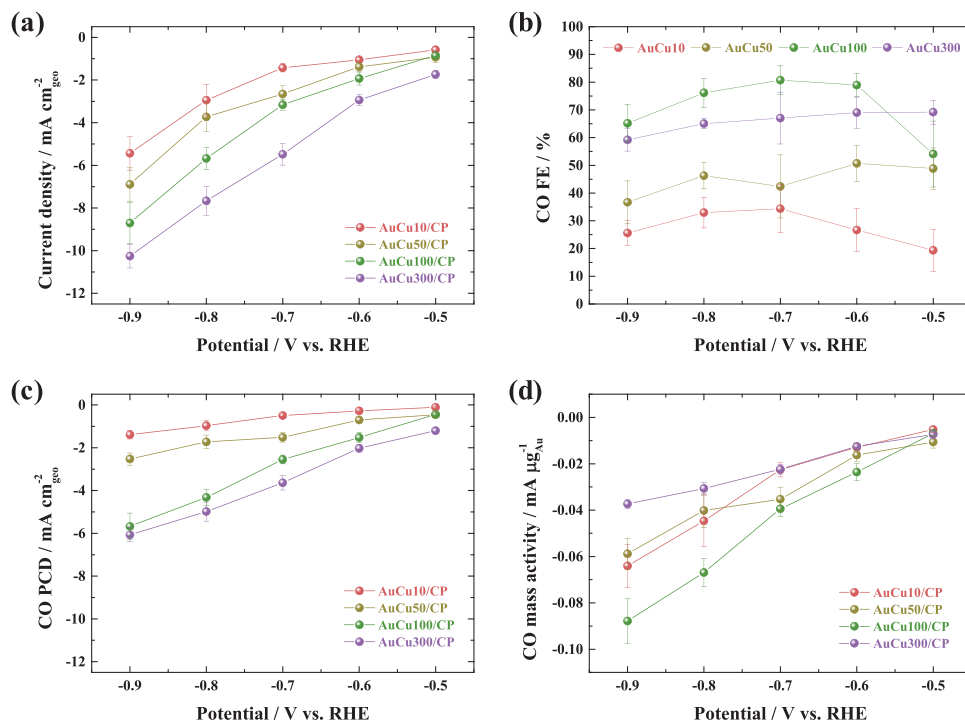 (a)
0
-2
-4
-6
-8
-10
-12
Current density / mA cm⁻²geo
AuCu10/CP
AuCu50/CP
AuCu100/CP
AuCu300/CP
-0.9 -0.8 -0.7 -0.6 -0.5
Potential / V vs. RHE
(b)
100
90
80
70
60
50
40
30
20
10
0
CO FE / %
AuCu10 AuCu50 AuCu100 AuCu300
-0.9 -0.8 -0.7 -0.6 -0.5
Potential / V vs. RHE
(c)
0
-2
-4
-6
-8
-10
-12
CO PCD / mA cm⁻²geo
AuCu10/CP
AuCu50/CP
AuCu100/CP
AuCu300/CP
-0.9 -0.8 -0.7 -0.6 -0.5
Potential / V vs. RHE
(d)
0.00
-0.02
-0.04
-0.06
-0.08
-0.10
CO mass activity / mA µg⁻¹Au
AuCu10/CP
AuCu50/CP
AuCu100/CP
AuCu300/CP
-0.9 -0.8 -0.7 -0.6 -0.5
Potential / V vs. RHE